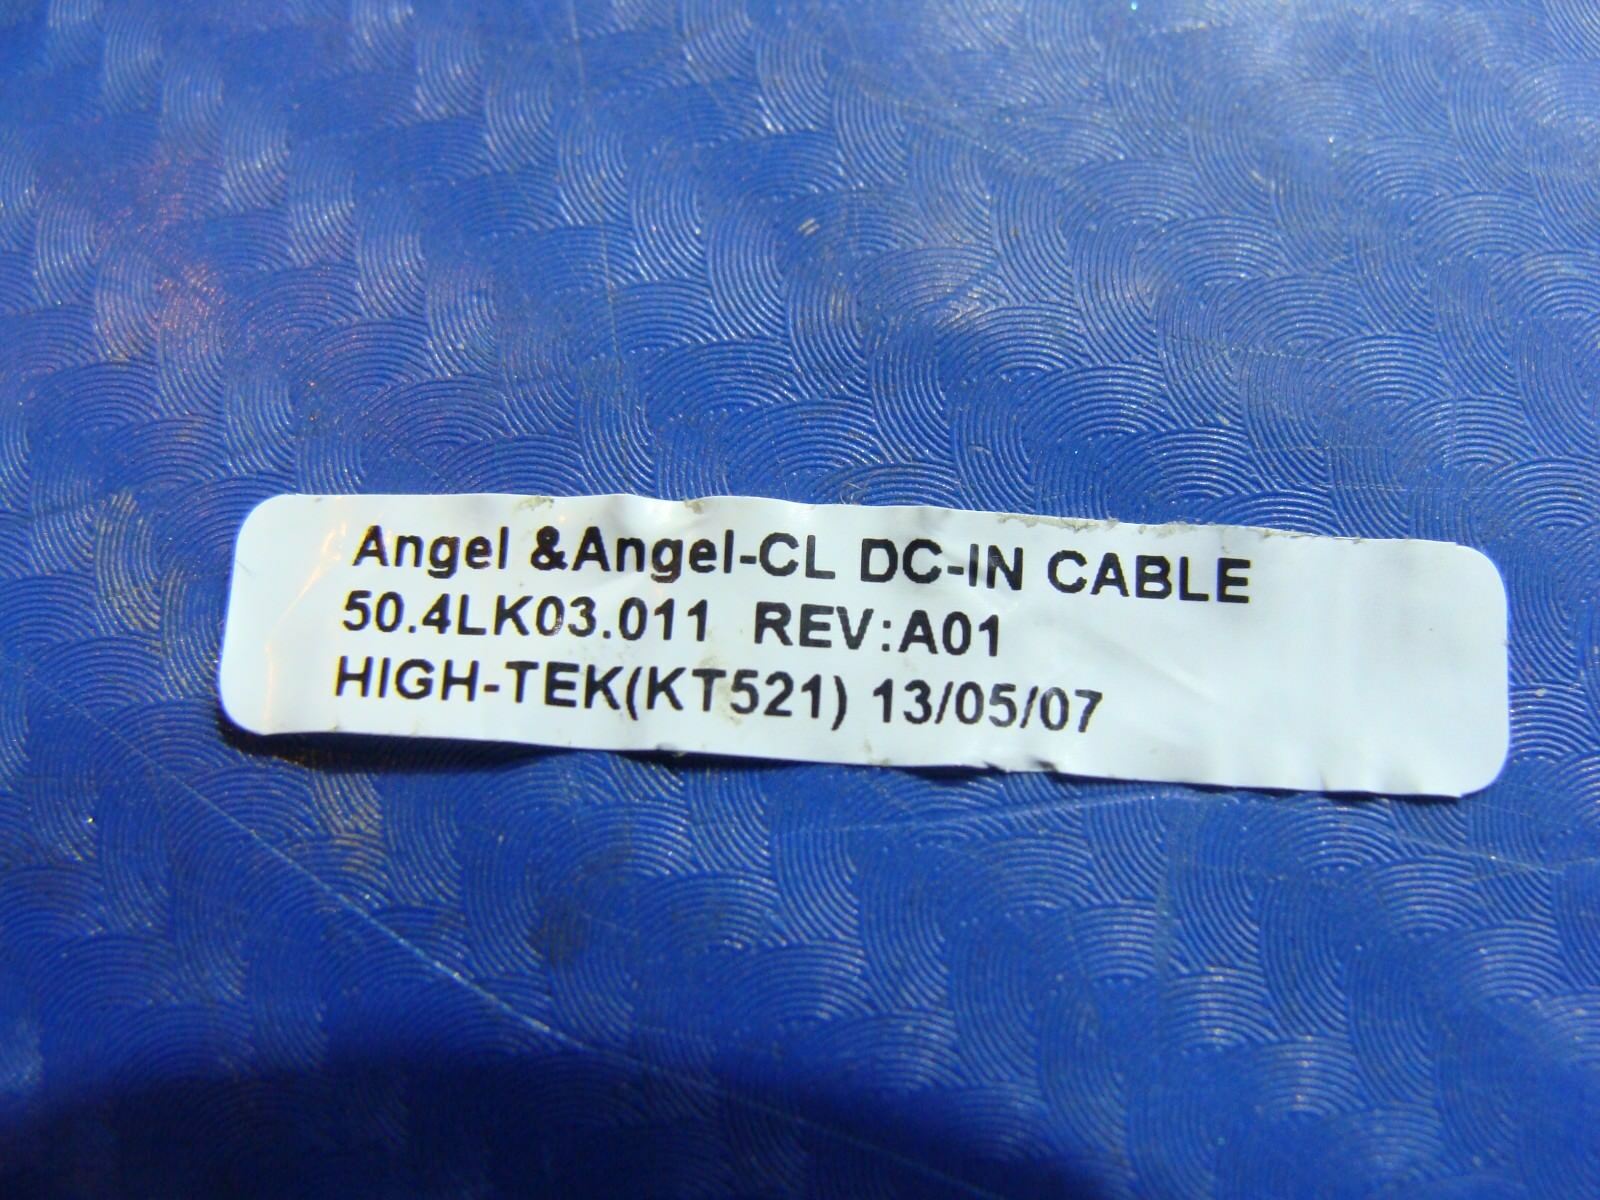 Angel &Angel-CL DC-IN CABLE
50.4LK03.011 REV:A01
HIGH-TEK(KT521) 13/05/07